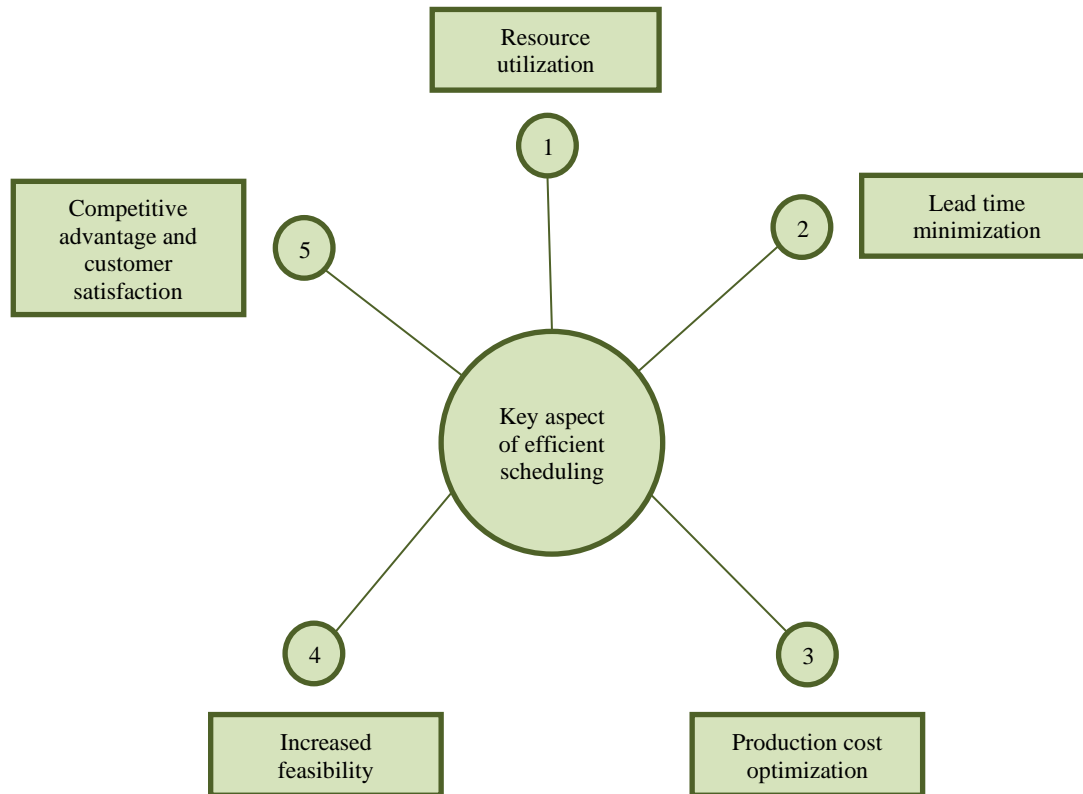 Resource
utilization
1
Lead time
minimization
2
Competitive
advantage and
customer
satisfaction
5
Key aspect
of efficient
scheduling
4
Increased
feasibility
3
Production cost
optimization